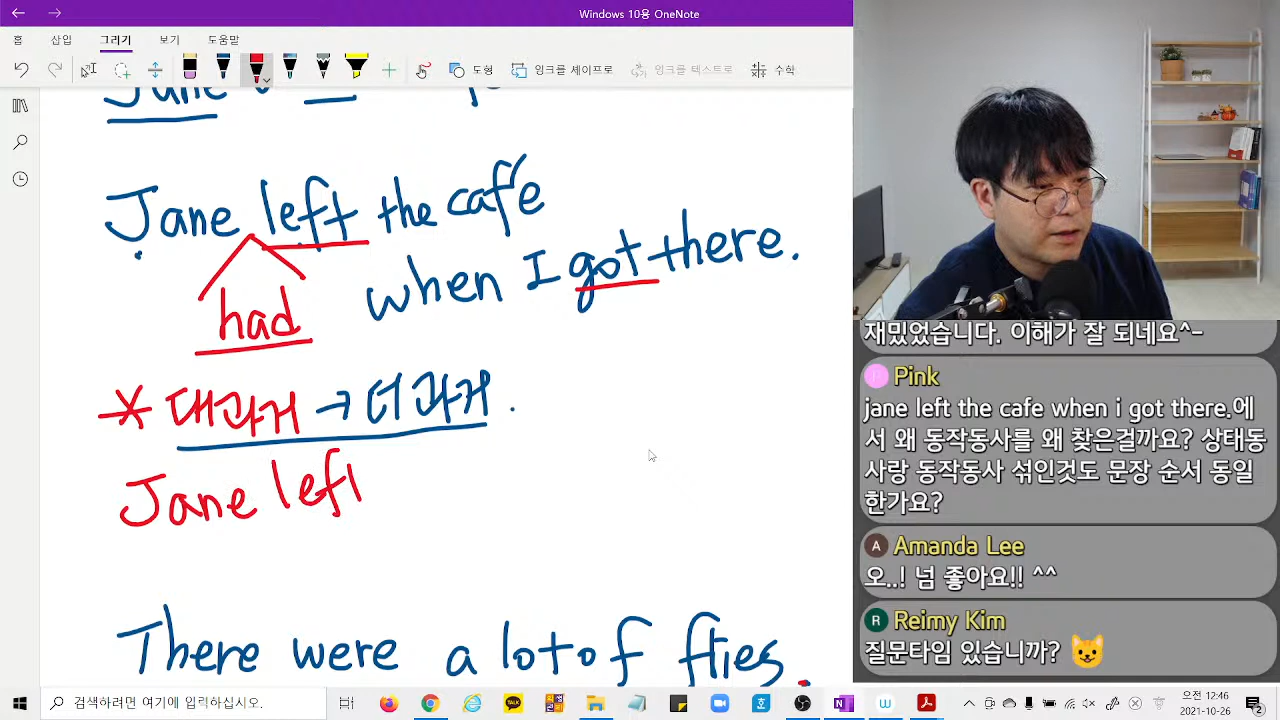 Windows 10용 OneNote
홈 삽입 그리기 보기 도움말
도형 잉크를 셰이프로 잉크를 텍스트로 수학
Jane left the café
when I got there.
had
* 대과거 → 더 과거.
Jane left
There were a lot of flies.
재밌었습니다. 이해가 잘 되네요^-
Pink
jane left the cafe when i got there.에
서 왜 동작동사를 왜 찾은걸까요? 상태동
사랑 동작동사 섞인것도 문장 순서 동일
한가요?
A Amanda Lee
오..! 넘 좋아요!! ^^
R Reimy Kim
질문타임 있습니까? 😺
검색하려면 여기에 입력하십시오.
오전 1:46
2021-10-26